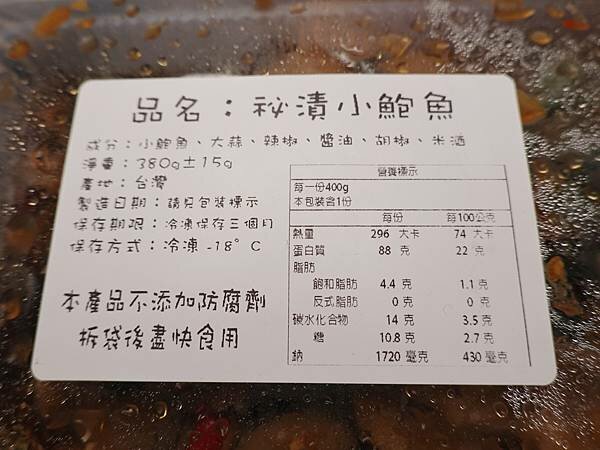 品名：祕漬小鮑魚
成分：小鮑魚、大蒜、辣椒、醬油、胡椒、米酒
淨重：380g±15g
產地：台灣
製造日期：請見包裝標示
保存期限：冷凍保存三個月
保存方式：冷凍 -18°C
本產品不添加防腐劑
拆袋後盡快食用
營養標示
每一份400g
本包裝含1份
每份 每100公克
熱量 296 大卡 74 大卡
蛋白質 88 克 22 克
脂肪
飽和脂肪 4.4 克 1.1 克
反式脂肪 0 克 0 克
碳水化合物 14 克 3.5 克
糖 10.8 克 2.7 克
鈉 1720 毫克 430 毫克